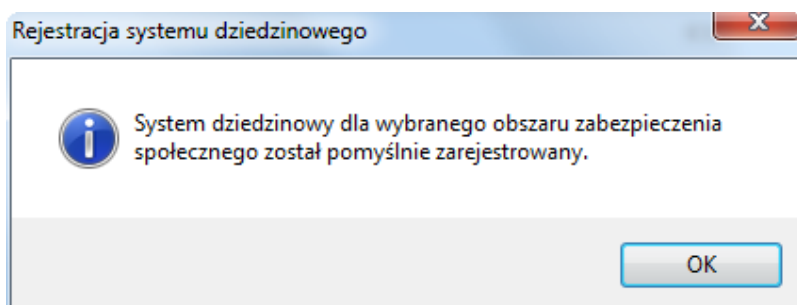 Rejestracja systemu dziedzinowego
System dziedzinowy dla wybranego obszaru zabezpieczenia
społecznego został pomyślnie zarejestrowany.
OK